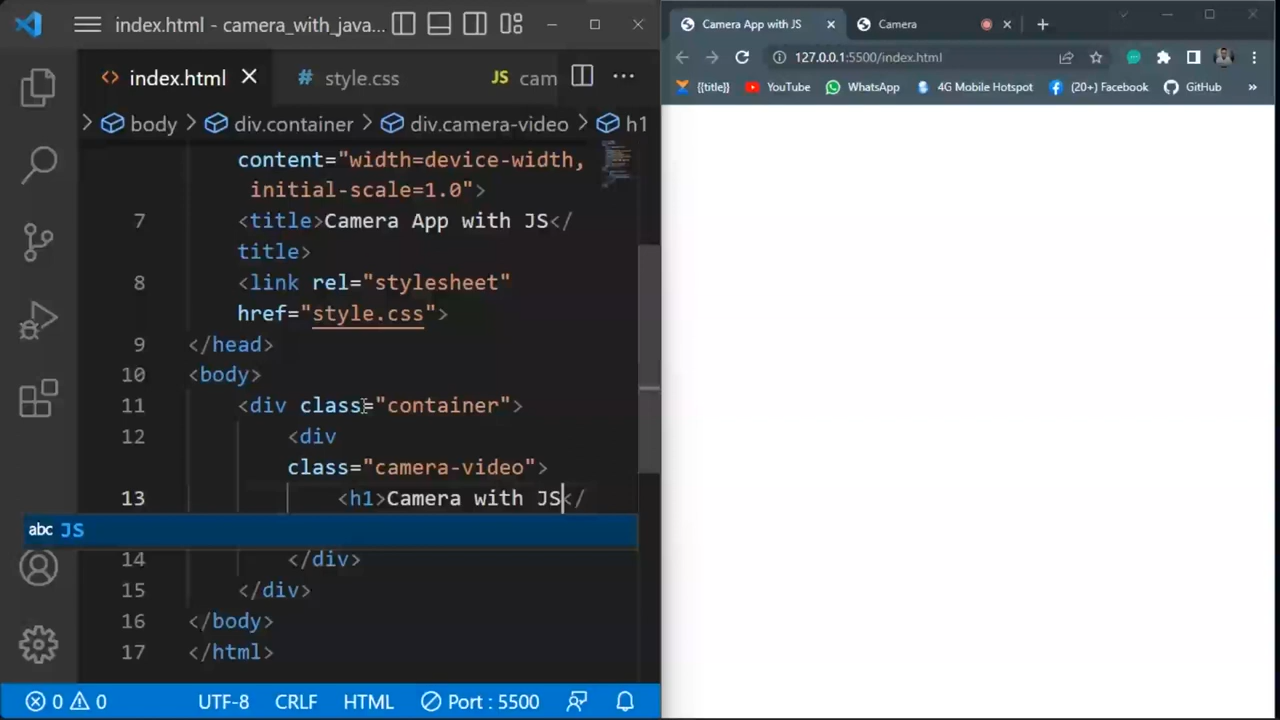 index.html - camera_with_java...
index.html
# style.css
JS cam
...
> body > div.container > div.camera-video > h1
content="width=device-width,
initial-scale=1.0">
7 <title>Camera App with JS</
title>
8 <link rel="stylesheet"
href="style.css">
9 </head>
10 <body>
11 <div class="container">
12 <div
class="camera-video">
13 <h1>Camera with JS</
abc JS
14 </div>
15 </div>
16 </body>
17 </html>
0 0 UTF-8 CRLF HTML Port : 5500
Camera App with JS
Camera
127.0.0.1:5500/index.html
{{title}} YouTube WhatsApp 4G Mobile Hotspot (20+) Facebook GitHub »